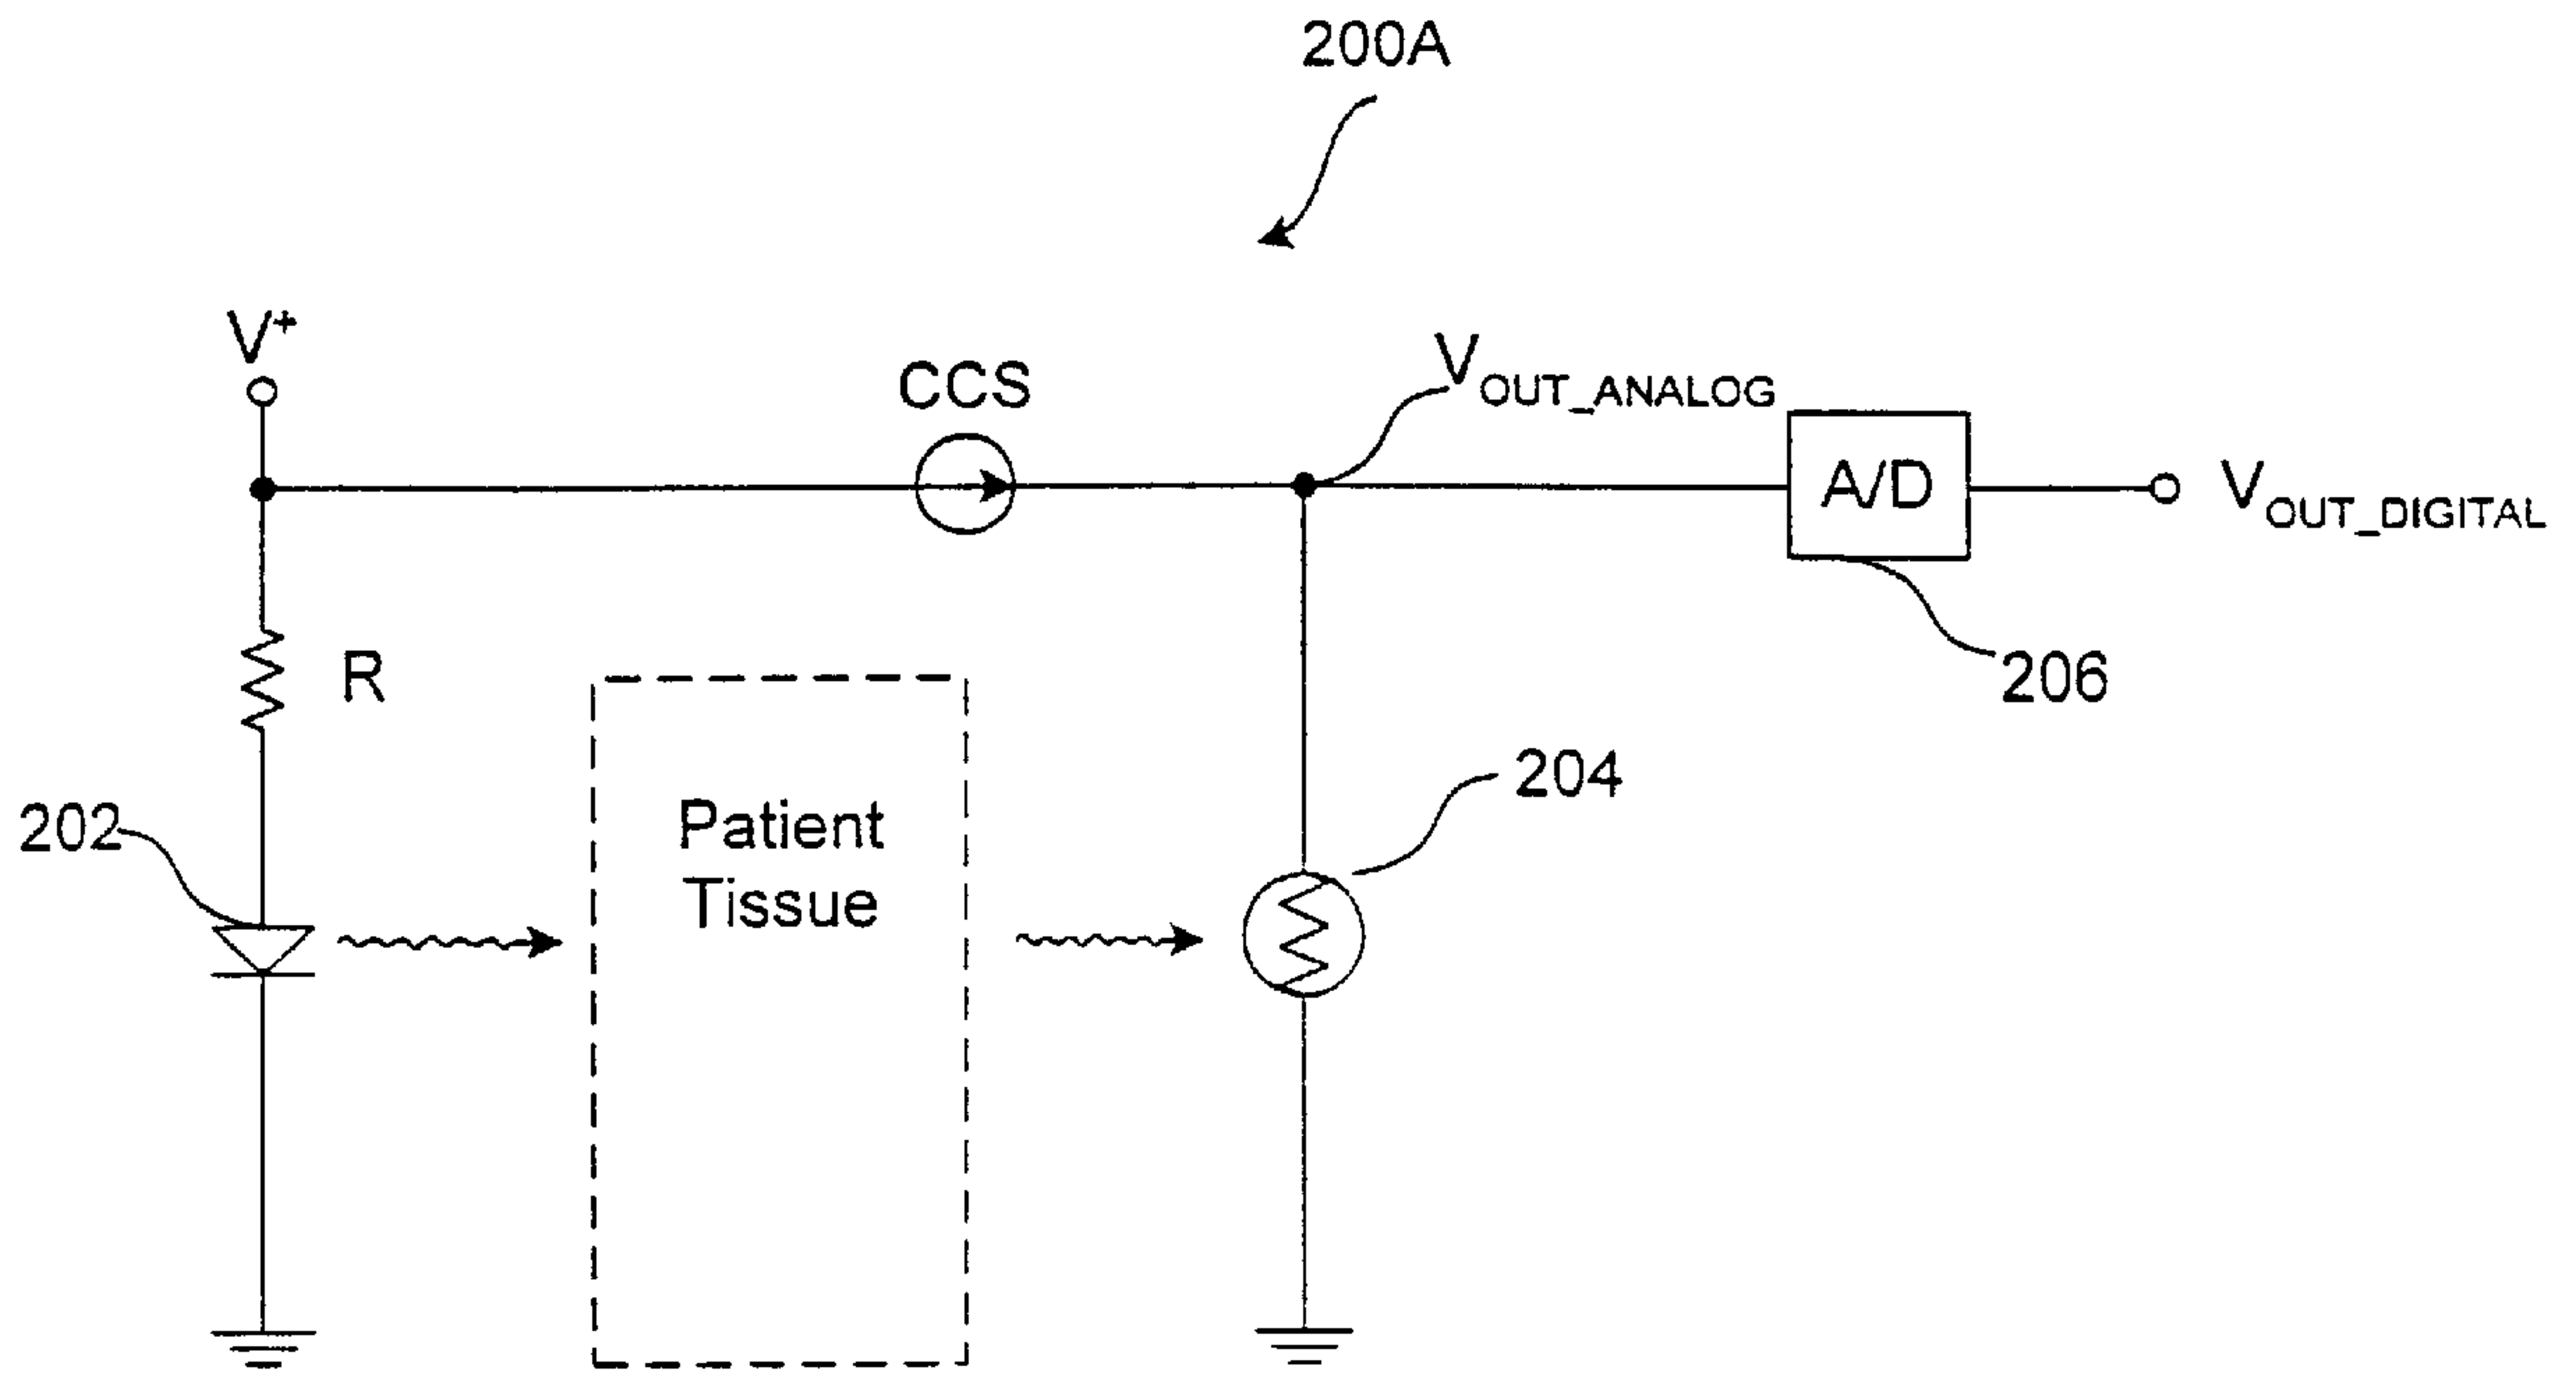 200A
V+
CCS
VOUT_ANALOG
A/D
VOUT_DIGITAL
R
206
202
Patient
Tissue
204